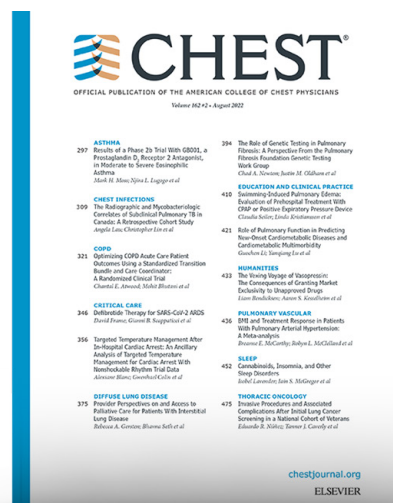 CHEST®
OFFICIAL PUBLICATION OF THE AMERICAN COLLEGE OF CHEST PHYSICIANS
Volume 162 #2 • August 2022
ASTHMA
297 Results of a Phase 2b Trial With GB001, a
Prostaglandin D2 Receptor 2 Antagonist,
in Moderate to Severe Eosinophilic
Asthma
Mark H. Moss; Njira L. Lugogo et al
CHEST INFECTIONS
309 The Radiographic and Mycobacteriologic
Correlates of Subclinical Pulmonary TB in
Canada: A Retrospective Cohort Study
Angela Lau; Christopher Lin et al
COPD
321 Optimizing COPD Acute Care Patient
Outcomes Using a Standardized Transition
Bundle and Care Coordinator:
A Randomized Clinical Trial
Chantal E. Atwood; Mohit Bhutani et al
CRITICAL CARE
346 Defibrotide Therapy for SARS-CoV-2 ARDS
David Frame; Gianni B. Scappaticci et al
356 Targeted Temperature Management After
In-Hospital Cardiac Arrest: An Ancillary
Analysis of Targeted Temperature
Management for Cardiac Arrest With
Nonshockable Rhythm Trial Data
Alexiane Blanc; Gwenhaël Colin et al
DIFFUSE LUNG DISEASE
375 Provider Perspectives on and Access to
Palliative Care for Patients With Interstitial
Lung Disease
Rebecca A. Gersten; Bhavna Seth et al
394 The Role of Genetic Testing in Pulmonary
Fibrosis: A Perspective From the Pulmonary
Fibrosis Foundation Genetic Testing
Work Group
Chad A. Newton; Justin M. Oldham et al
EDUCATION AND CLINICAL PRACTICE
410 Swimming-Induced Pulmonary Edema:
Evaluation of Prehospital Treatment With
CPAP or Positive Expiratory Pressure Device
Claudia Seiler; Linda Kristiansson et al
421 Role of Pulmonary Function in Predicting
New-Onset Cardiometabolic Diseases and
Cardiometabolic Multimorbidity
Guochen Li; Yanqiang Lu et al
HUMANITIES
433 The Vexing Voyage of Vasopressin:
The Consequences of Granting Market
Exclusivity to Unapproved Drugs
Liam Bendicksen; Aaron S. Kesselheim et al
PULMONARY VASCULAR
436 BMI and Treatment Response in Patients
With Pulmonary Arterial Hypertension:
A Meta-analysis
Breanne E. McCarthy; Robyn L. McClelland et al
SLEEP
452 Cannabinoids, Insomnia, and Other
Sleep Disorders
Isobel Lavender; Iain S. McGregor et al
THORACIC ONCOLOGY
475 Invasive Procedures and Associated
Complications After Initial Lung Cancer
Screening in a National Cohort of Veterans
Eduardo R. Núñez; Tanner J. Caverly et al
chestjournal.org
ELSEVIER